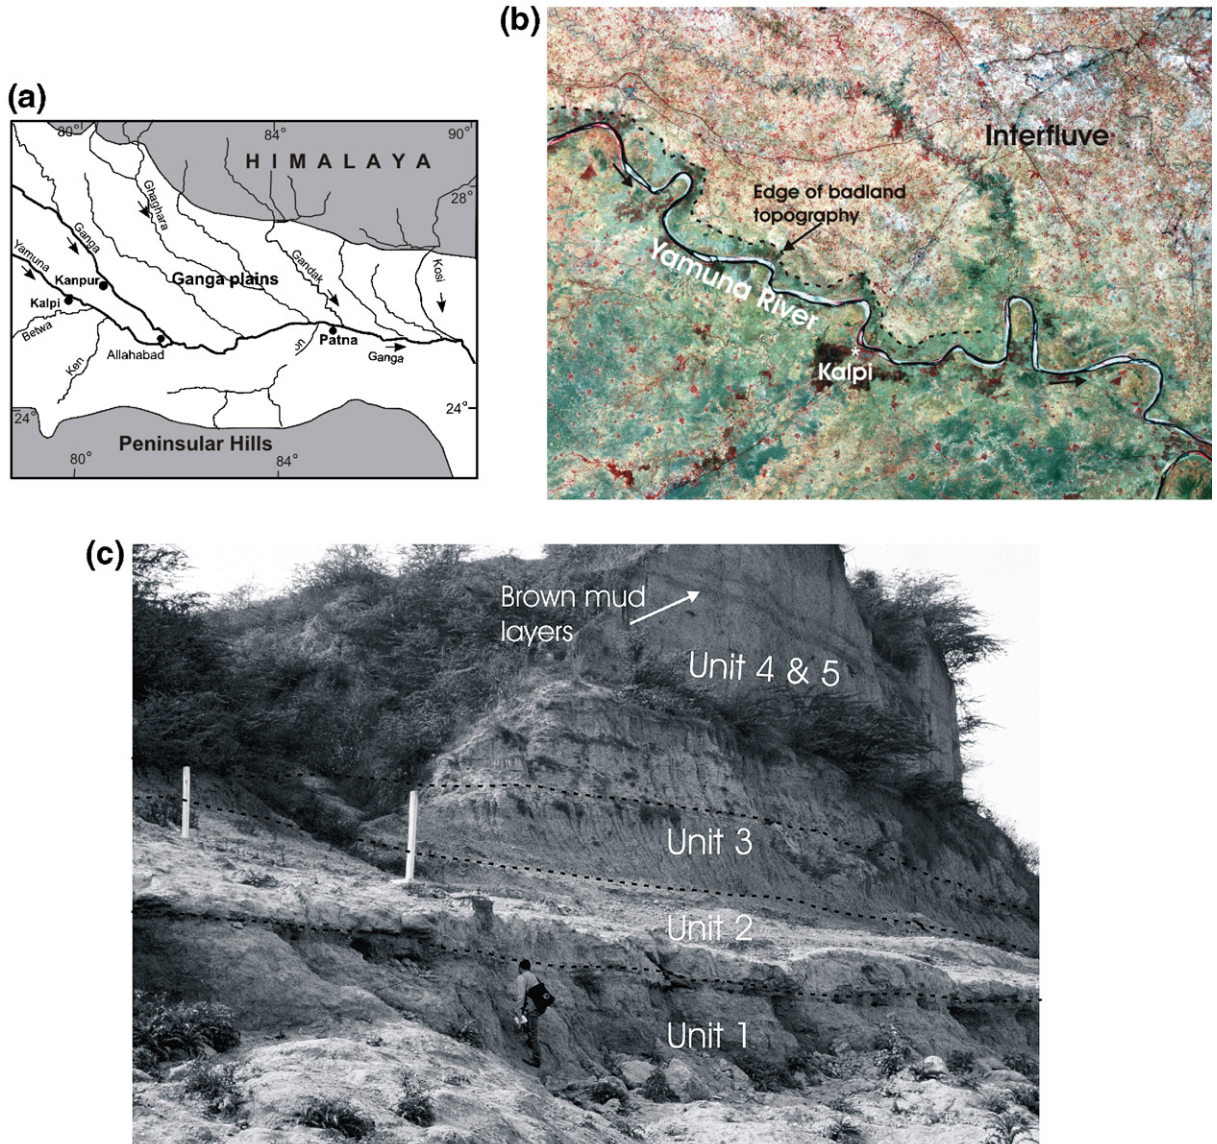 (a)
80°
84°
90°
HIMALAYA
28°
Ghaghara
Ganga
Yamuna
Kanpur
Ganga plains
Gandak
Kosi
Kalpi
Betwa
Ken
Allahabad
on
Patna
Ganga
24°
24°
Peninsular Hills
80°
84°
(b)
Interfluve
Edge of badland
topography
Yamuna River
*
Kalpi
(c)
Brown mud
layers
Unit 4 & 5
Unit 3
Unit 2
Unit 1